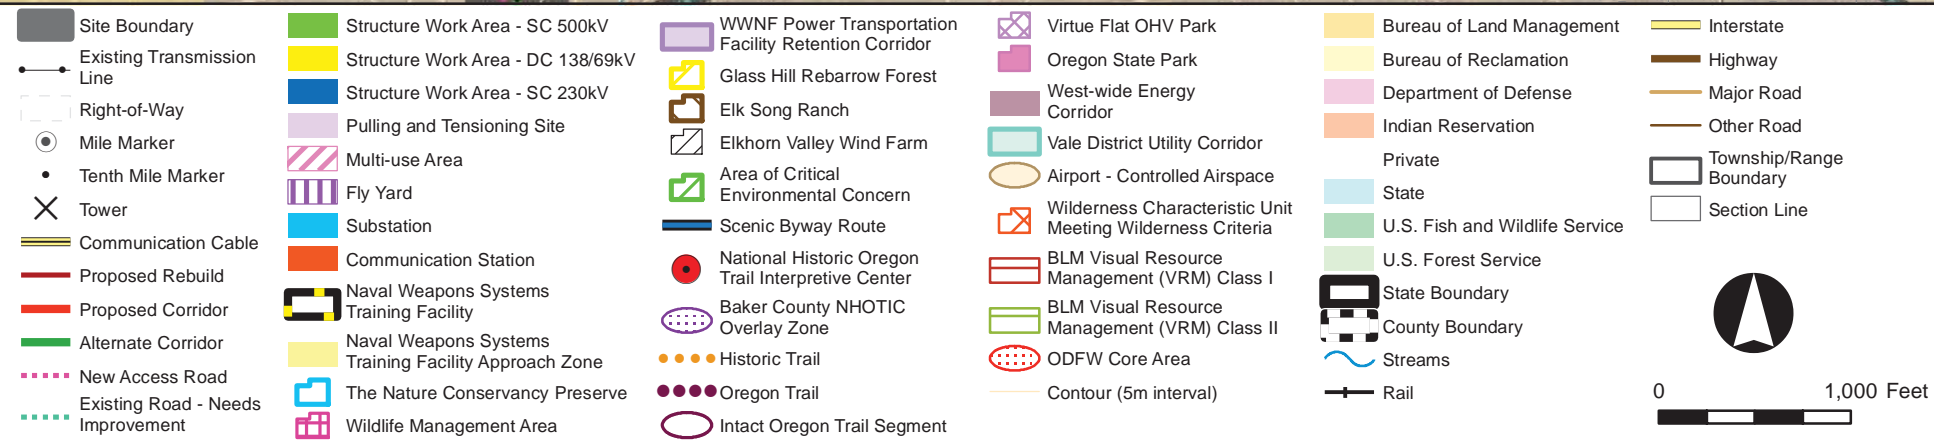 Site Boundary
Existing Transmission
Line
Right-of-Way
Mile Marker
Tenth Mile Marker
Tower
Communication Cable
Proposed Rebuild
Proposed Corridor
Alternate Corridor
New Access Road
Existing Road - Needs
Improvement
Structure Work Area - SC 500kV
Structure Work Area - DC 138/69kV
Structure Work Area - SC 230kV
Pulling and Tensioning Site
Multi-use Area
Fly Yard
Substation
Communication Station
Naval Weapons Systems
Training Facility
Naval Weapons Systems
Training Facility Approach Zone
The Nature Conservancy Preserve
Wildlife Management Area
WWNF Power Transportation
Facility Retention Corridor
Glass Hill Rebarrow Forest
Elk Song Ranch
Elkhorn Valley Wind Farm
Area of Critical
Environmental Concern
Scenic Byway Route
National Historic Oregon
Trail Interpretive Center
Baker County NHOTIC
Overlay Zone
Historic Trail
Oregon Trail
Intact Oregon Trail Segment
Virtue Flat OHV Park
Oregon State Park
West-wide Energy
Corridor
Vale District Utility Corridor
Airport - Controlled Airspace
Wilderness Characteristic Unit
Meeting Wilderness Criteria
BLM Visual Resource
Management (VRM) Class I
BLM Visual Resource
Management (VRM) Class II
ODFW Core Area
Contour (5m interval)
Bureau of Land Management
Bureau of Reclamation
Department of Defense
Indian Reservation
Private
State
U.S. Fish and Wildlife Service
U.S. Forest Service
State Boundary
County Boundary
Streams
Rail
Interstate
Highway
Major Road
Other Road
Township/Range
Boundary
Section Line
0 1,000 Feet